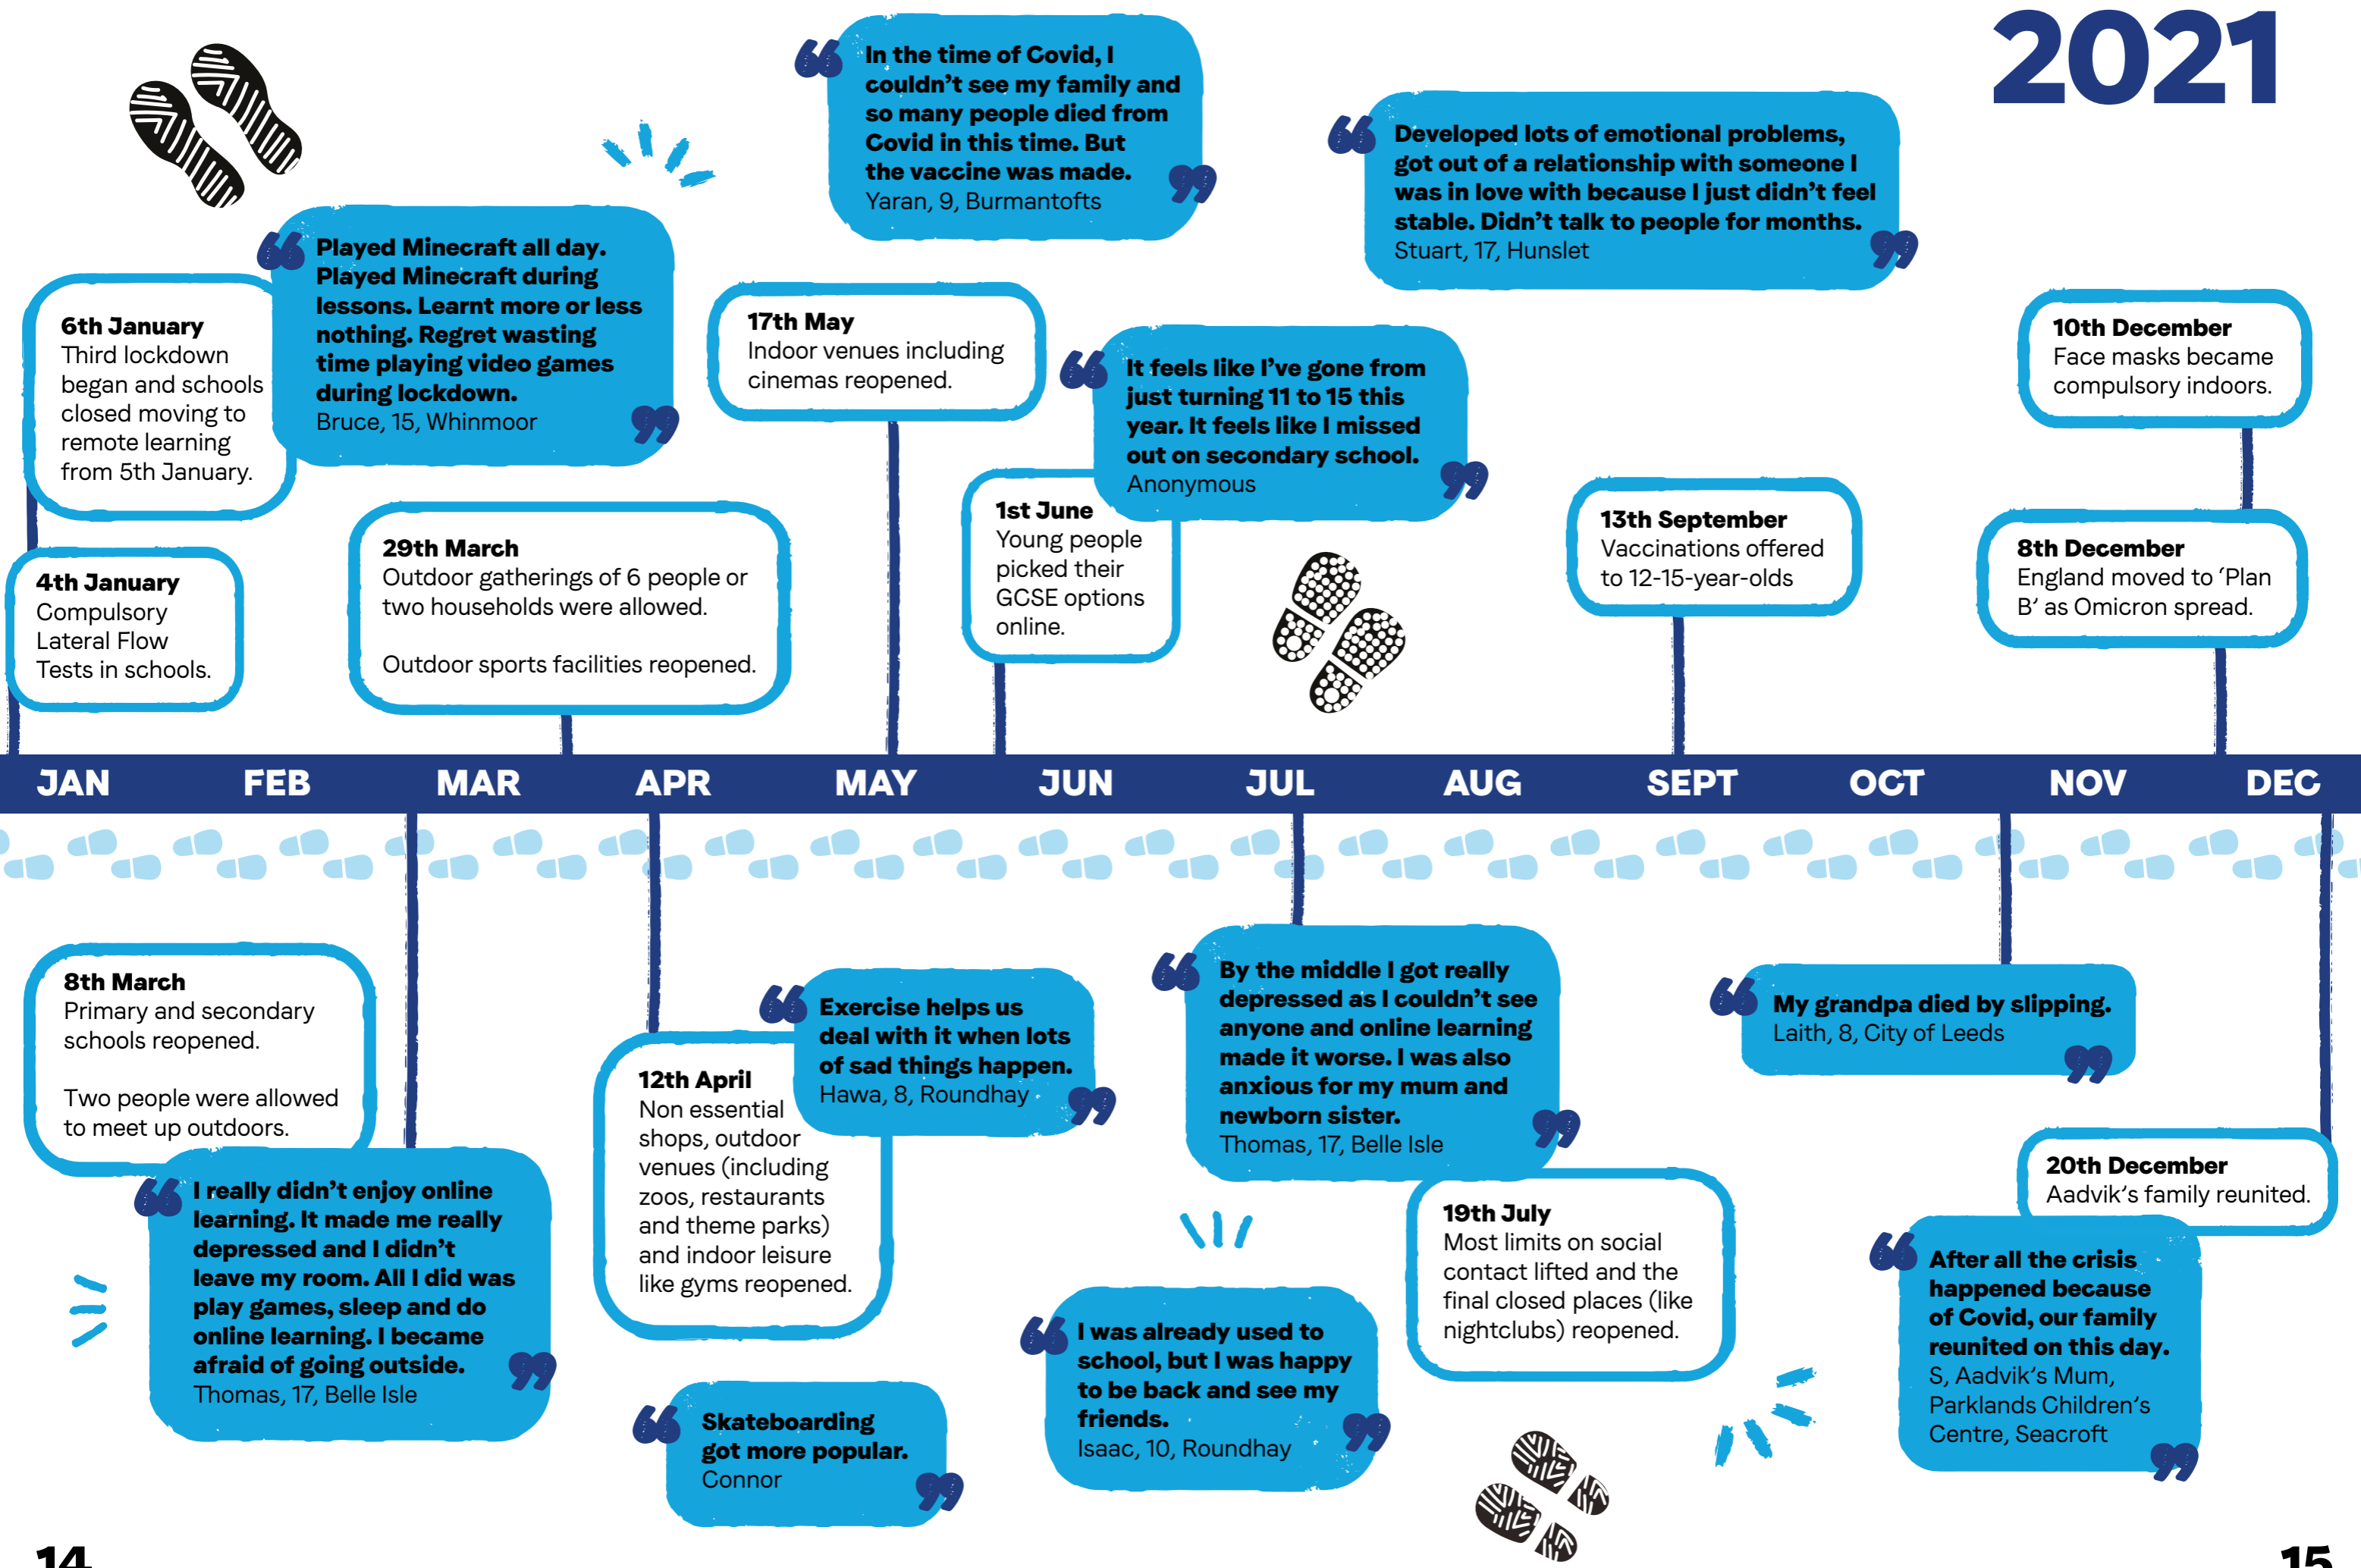 2021
“ In the time of Covid, I
couldn’t see my family and
so many people died from
Covid in this time. But
the vaccine was made. ”
Yaran, 9, Burmantofts
“ Developed lots of emotional problems,
got out of a relationship with someone I
was in love with because I just didn’t feel
stable. Didn’t talk to people for months. ”
Stuart, 17, Hunslet
“ Played Minecraft all day.
Played Minecraft during
lessons. Learnt more or less
nothing. Regret wasting
time playing video games
during lockdown. ”
Bruce, 15, Whinmoor
6th January
Third lockdown
began and schools
closed moving to
remote learning
from 5th January.
4th January
Compulsory
Lateral Flow
Tests in schools.
29th March
Outdoor gatherings of 6 people or
two households were allowed.
Outdoor sports facilities reopened.
17th May
Indoor venues including
cinemas reopened.
“ It feels like I’ve gone from
just turning 11 to 15 this
year. It feels like I missed
out on secondary school. ”
Anonymous
1st June
Young people
picked their
GCSE options
online.
13th September
Vaccinations offered
to 12-15-year-olds
10th December
Face masks became
compulsory indoors.
8th December
England moved to ‘Plan
B’ as Omicron spread.
JAN FEB MAR APR MAY JUN JUL AUG SEPT OCT NOV DEC
8th March
Primary and secondary
schools reopened.
Two people were allowed
to meet up outdoors.
“ I really didn’t enjoy online
learning. It made me really
depressed and I didn’t
leave my room. All I did was
play games, sleep and do
online learning. I became
afraid of going outside. ”
Thomas, 17, Belle Isle
12th April
Non essential
shops, outdoor
venues (including
zoos, restaurants
and theme parks)
and indoor leisure
like gyms reopened.
“ Exercise helps us
deal with it when lots
of sad things happen. ”
Hawa, 8, Roundhay
“ Skateboarding
got more popular. ”
Connor
“ By the middle I got really
depressed as I couldn’t see
anyone and online learning
made it worse. I was also
anxious for my mum and
newborn sister. ”
Thomas, 17, Belle Isle
“ I was already used to
school, but I was happy
to be back and see my
friends. ”
Isaac, 10, Roundhay
19th July
Most limits on social
contact lifted and the
final closed places (like
nightclubs) reopened.
“ My grandpa died by slipping. ”
Laith, 8, City of Leeds
20th December
Aadvik’s family reunited.
“ After all the crisis
happened because
of Covid, our family
reunited on this day. ”
S, Aadvik’s Mum,
Parklands Children’s
Centre, Seacroft
14
15